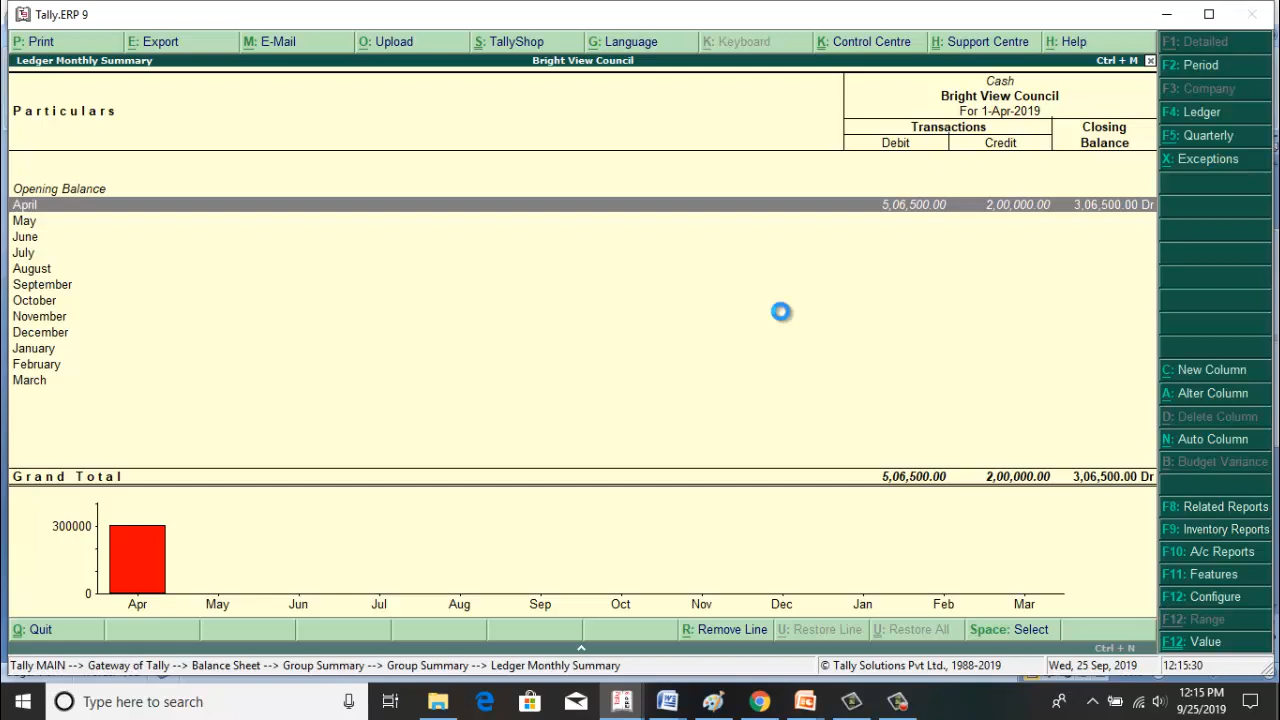 Tally.ERP 9
P: Print E: Export M: E-Mail O: Upload S: TallyShop G: Language K: Keyboard K: Control Centre H: Support Centre H: Help
Ledger Monthly Summary Bright View Council Ctrl + M
Particulars
Cash
Bright View Council
For 1-Apr-2019
Transactions Closing
Debit Credit Balance
Opening Balance
April 5,06,500.00 2,00,000.00 3,06,500.00 Dr
May
June
July
August
September
October
November
December
January
February
March
Grand Total 5,06,500.00 2,00,000.00 3,06,500.00 Dr
300000
0
Apr May Jun Jul Aug Sep Oct Nov Dec Jan Feb Mar
Q: Quit R: Remove Line U: Restore Line U: Restore All Space: Select
Ctrl + N
F1: Detailed
F2: Period
F3: Company
F4: Ledger
F5: Quarterly
X: Exceptions
C: New Column
A: Alter Column
D: Delete Column
N: Auto Column
B: Budget Variance
F8: Related Reports
F9: Inventory Reports
F10: A/c Reports
F11: Features
F12: Configure
F12: Range
F12: Value
Tally MAIN --> Gateway of Tally --> Balance Sheet --> Group Summary --> Group Summary --> Ledger Monthly Summary © Tally Solutions Pvt Ltd., 1988-2019 Wed, 25 Sep, 2019 12:15:30
Type here to search
12:15 PM
9/25/2019